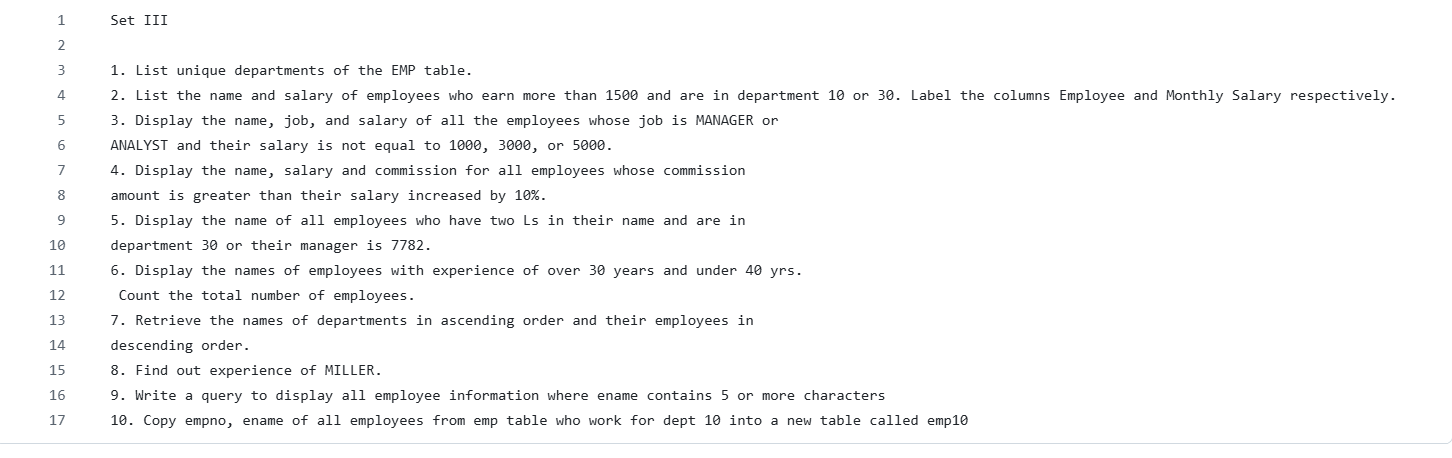 1 Set III
2
3 1. List unique departments of the EMP table.
4 2. List the name and salary of employees who earn more than 1500 and are in department 10 or 30. Label the columns Employee and Monthly Salary respectively.
5 3. Display the name, job, and salary of all the employees whose job is MANAGER or
6 ANALYST and their salary is not equal to 1000, 3000, or 5000.
7 4. Display the name, salary and commission for all employees whose commission
8 amount is greater than their salary increased by 10%.
9 5. Display the name of all employees who have two Ls in their name and are in
10 department 30 or their manager is 7782.
11 6. Display the names of employees with experience of over 30 years and under 40 yrs.
12 Count the total number of employees.
13 7. Retrieve the names of departments in ascending order and their employees in
14 descending order.
15 8. Find out experience of MILLER.
16 9. Write a query to display all employee information where ename contains 5 or more characters
17 10. Copy empno, ename of all employees from emp table who work for dept 10 into a new table called emp10